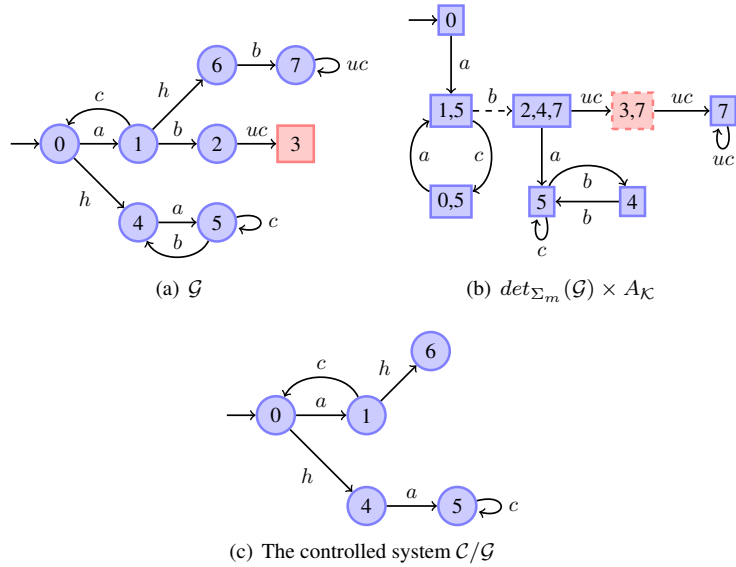 6
b
7
uc
0
b
uc
c
h
a
1,5
2,4,7
uc
3,7
uc
7
0
a
1
b
2
uc
3
a
c
a
uc
h
0,5
5
b
4
4
a
5
c
b
b
c
(a) G
(b) det_{Σ_m}(G) × A_K
6
c
h
0
a
1
h
4
a
5
c
(c) The controlled system C/G